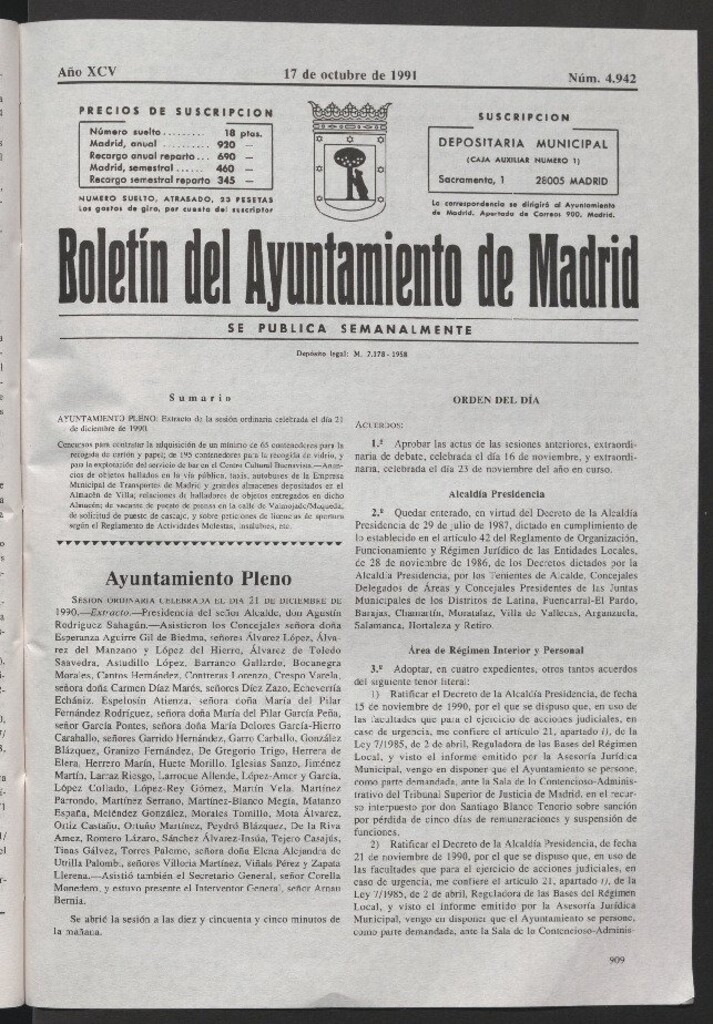 Año XCV
17 de octubre de 1991
Núm. 4.942
PRECIOS DE SUSCRIPCION
Número suelto......... 18 ptas.
Madrid, anual ......... 920 —
Recargo anual reparto... 690 —
Madrid, semestral ...... 460 —
Recargo semestral reparto 345 —
NUMERO SUELTO, ATRASADO, 23 PESETAS
Los gastos de giro, por cuenta del suscriptor
SUSCRIPCION
DEPOSITARIA MUNICIPAL
(CAJA AUXILIAR NUMERO 1)
Sacramento, 1 28005 MADRID
La correspondencia se dirigirá al Ayuntamiento
de Madrid. Apartado de Correos 900. Madrid.
Boletín del Ayuntamiento de Madrid
SE PUBLICA SEMANALMENTE
Depósito legal: M. 7.178 - 1958
Sumario
AYUNTAMIENTO PLENO: Extracto de la sesión ordinaria celebrada el día 21
de diciembre de 1990.
Concursos para contratar la adquisición de un mínimo de 65 contenedores para la
recogida de cartón y papel; de 195 contenedores para la recogida de vidrio, y
para la explotación del servicio de bar en el Centro Cultural Buenavista.—Anun-
cios de objetos hallados en la vía pública, taxis, autobuses de la Empresa
Municipal de Transportes de Madrid y grandes almacenes depositados en el
Almacén de Villa; relaciones de halladores de objetos entregados en dicho
Almacén; de vacante de puesto de prensa en la calle de Valmojado/Maqueda;
de solicitud de puesto de cascaje, y sobre peticiones de licencias de apertura
según el Reglamento de Actividades Molestas, Insalubres, etc.
Ayuntamiento Pleno
SESIÓN ORDINARIA CELEBRADA EL DÍA 21 DE DICIEMBRE DE
1990.—Extracto.—Presidencia del señor Alcalde, don Agustín
Rodríguez Sahagún.—Asistieron los Concejales señora doña
Esperanza Aguirre Gil de Biedma, señores Álvarez López, Álva-
rez del Manzano y López del Hierro, Álvarez de Toledo
Saavedra, Astudillo López, Barranco Gallardo, Bocanegra
Morales, Cantos Hernández, Contreras Lorenzo, Crespo Varela,
señora doña Carmen Díaz Marés, señores Díez Zazo, Echeverría
Echániz, Espelosín Atienza, señora doña María del Pilar
Fernández Rodríguez, señora doña María del Pilar García Peña,
señor García Pontes, señora doña María Dolores García-Hierro
Caraballo, señores Garrido Hernández, Garro Carballo, González
Blázquez, Granizo Fernández, De Gregorio Trigo, Herrera de
Elera, Herrero Marín, Huete Morillo, Iglesias Sanzo, Jiménez
Martín, Larraz Riesgo, Larroque Allende, López-Amor y García,
López Collado, López-Rey Gómez, Martín Vela, Martínez
Parrondo, Martínez Serrano, Martínez-Blanco Megía, Matanzo
España, Meléndez González, Morales Tomillo, Mota Álvarez,
Ortiz Castaño, Ortuño Martínez, Peydró Blázquez, De la Riva
Amez, Romero Lázaro, Sánchez Álvarez-Insúa, Tejero Casajús,
Tinas Gálvez, Torres Palomo, señora doña Elena Alejandra de
Utrilla Palombi, señores Villoria Martínez, Viñals Pérez y Zapata
Llerena.—Asistió también el Secretario General, señor Corella
Monedero, y estuvo presente el Interventor General, señor Arnau
Bernia.
Se abrió la sesión a las diez y cincuenta y cinco minutos de
la mañana.
ORDEN DEL DÍA
ACUERDOS:
1.º Aprobar las actas de las sesiones anteriores, extraordi-
naria de debate, celebrada el día 16 de noviembre, y extraordi-
naria, celebrada el día 23 de noviembre del año en curso.
Alcaldía Presidencia
2.º Quedar enterado, en virtud del Decreto de la Alcaldía
Presidencia de 29 de julio de 1987, dictado en cumplimiento de
lo establecido en el artículo 42 del Reglamento de Organización,
Funcionamiento y Régimen Jurídico de las Entidades Locales,
de 28 de noviembre de 1986, de los Decretos dictados por la
Alcaldía Presidencia, por los Tenientes de Alcalde, Concejales
Delegados de Áreas y Concejales Presidentes de las Juntas
Municipales de los Distritos de Latina, Fuencarral-El Pardo,
Barajas, Chamartín, Moratalaz, Villa de Vallecas, Arganzuela,
Salamanca, Hortaleza y Retiro.
Área de Régimen Interior y Personal
3.º Adoptar, en cuatro expedientes, otros tantos acuerdos
del siguiente tenor literal:
1) Ratificar el Decreto de la Alcaldía Presidencia, de fecha
15 de noviembre de 1990, por el que se dispuso que, en uso de
las facultades que para el ejercicio de acciones judiciales, en
caso de urgencia, me confiere el artículo 21, apartado i), de la
Ley 7/1985, de 2 de abril, Reguladora de las Bases del Régimen
Local, y visto el informe emitido por la Asesoría Jurídica
Municipal, vengo en disponer que el Ayuntamiento se persone,
como parte demandada, ante la Sala de lo Contencioso-Adminis-
trativo del Tribunal Superior de Justicia de Madrid, en el recur-
so interpuesto por don Santiago Blanco Tenorio sobre sanción
por pérdida de cinco días de remuneraciones y suspensión de
funciones.
2) Ratificar el Decreto de la Alcaldía Presidencia, de fecha
21 de noviembre de 1990, por el que se dispuso que, en uso de
las facultades que para el ejercicio de acciones judiciales, en
caso de urgencia, me confiere el artículo 21, apartado i), de la
Ley 7/1985, de 2 de abril, Reguladora de las Bases del Régimen
Local, y visto el informe emitido por la Asesoría Jurídica
Municipal, vengo en disponer que el Ayuntamiento se persone,
como parte demandada, ante la Sala de lo Contencioso-Adminis-
909